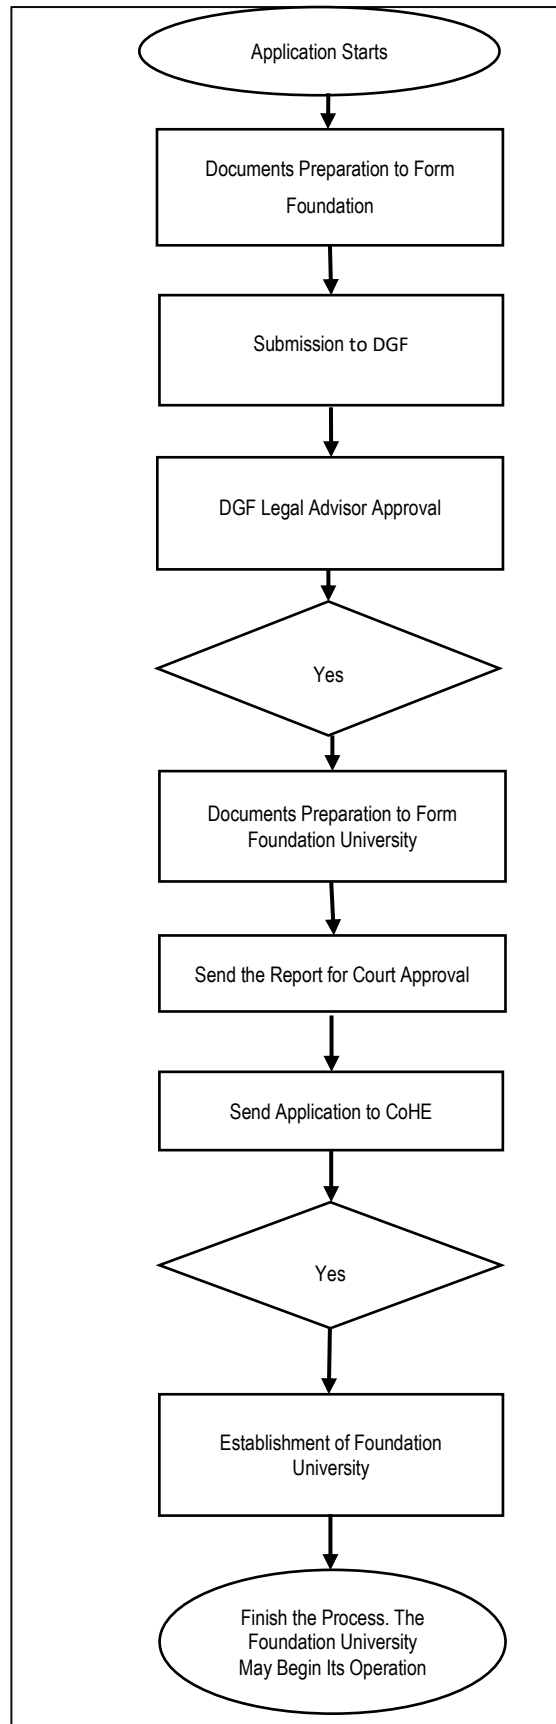 Application Starts
Documents Preparation to Form
Foundation
Submission to DGF
DGF Legal Advisor Approval
Yes
Documents Preparation to Form
Foundation University
Send the Report for Court Approval
Send Application to CoHE
Yes
Establishment of Foundation
University
Finish the Process. The
Foundation University
May Begin Its Operation